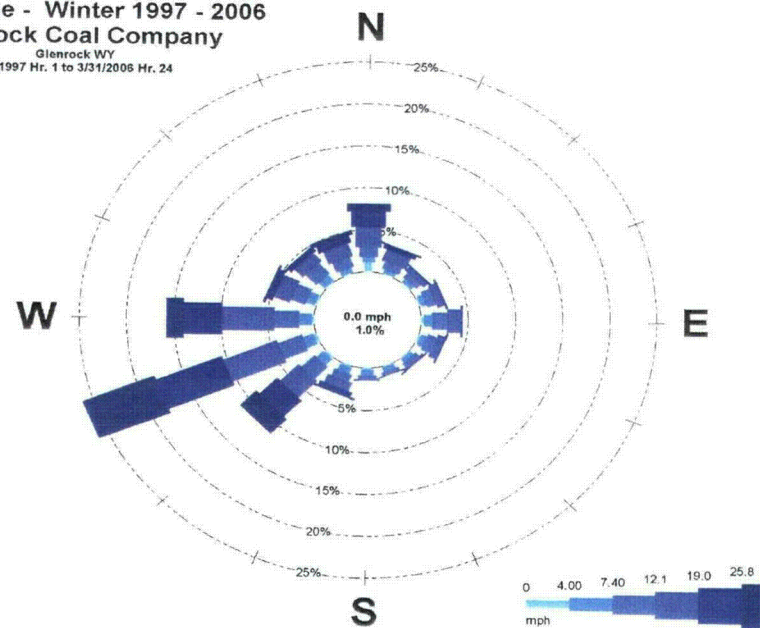 e - Winter 1997 - 2006
ock Coal Company
Glenrock WY
1997 Hr. 1 to 3/31/2006 Hr. 24
N
25%
20%
15%
10%
5%
W
0.0 mph
1.0%
E
5%
10%
15%
20%
25%
S
0 4.00 7.40 12.1 19.0 25.8
mph